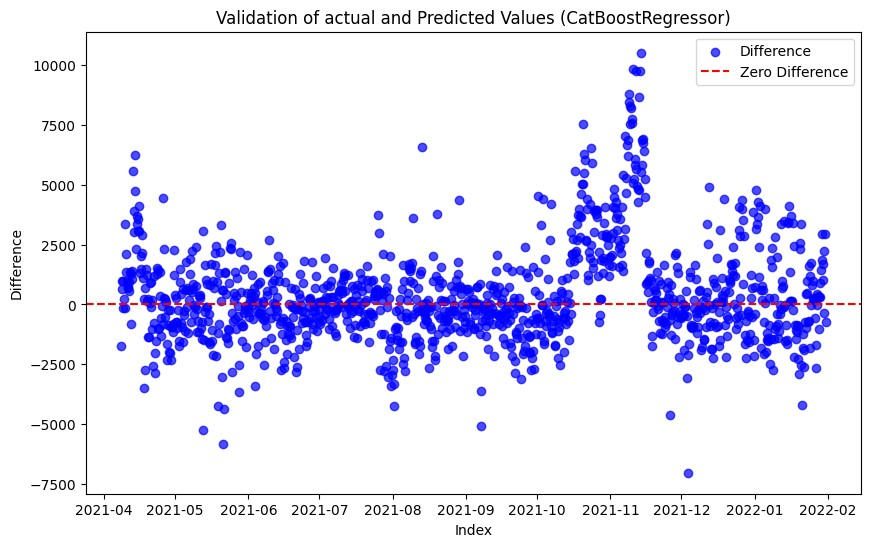 Validation of actual and Predicted Values (CatBoostRegressor)
Difference
Zero Difference
10000
7500
5000
2500
0
−2500
−5000
−7500
Difference
2021-04 2021-05 2021-06 2021-07 2021-08 2021-09 2021-10 2021-11 2021-12 2022-01 2022-02
Index